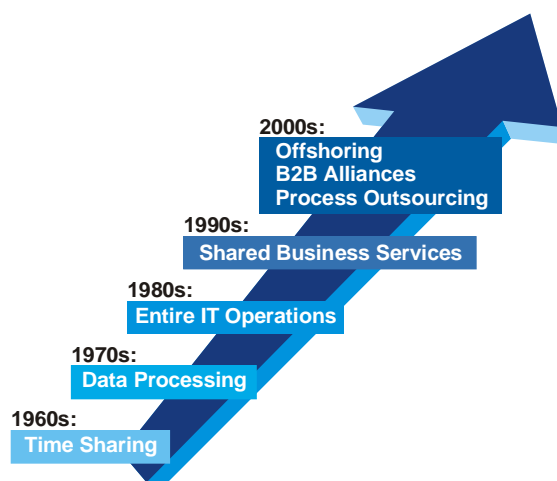 2000s:
Offshoring
B2B Alliances
Process Outsourcing
1990s:
Shared Business Services
1980s:
Entire IT Operations
1970s:
Data Processing
1960s:
Time Sharing